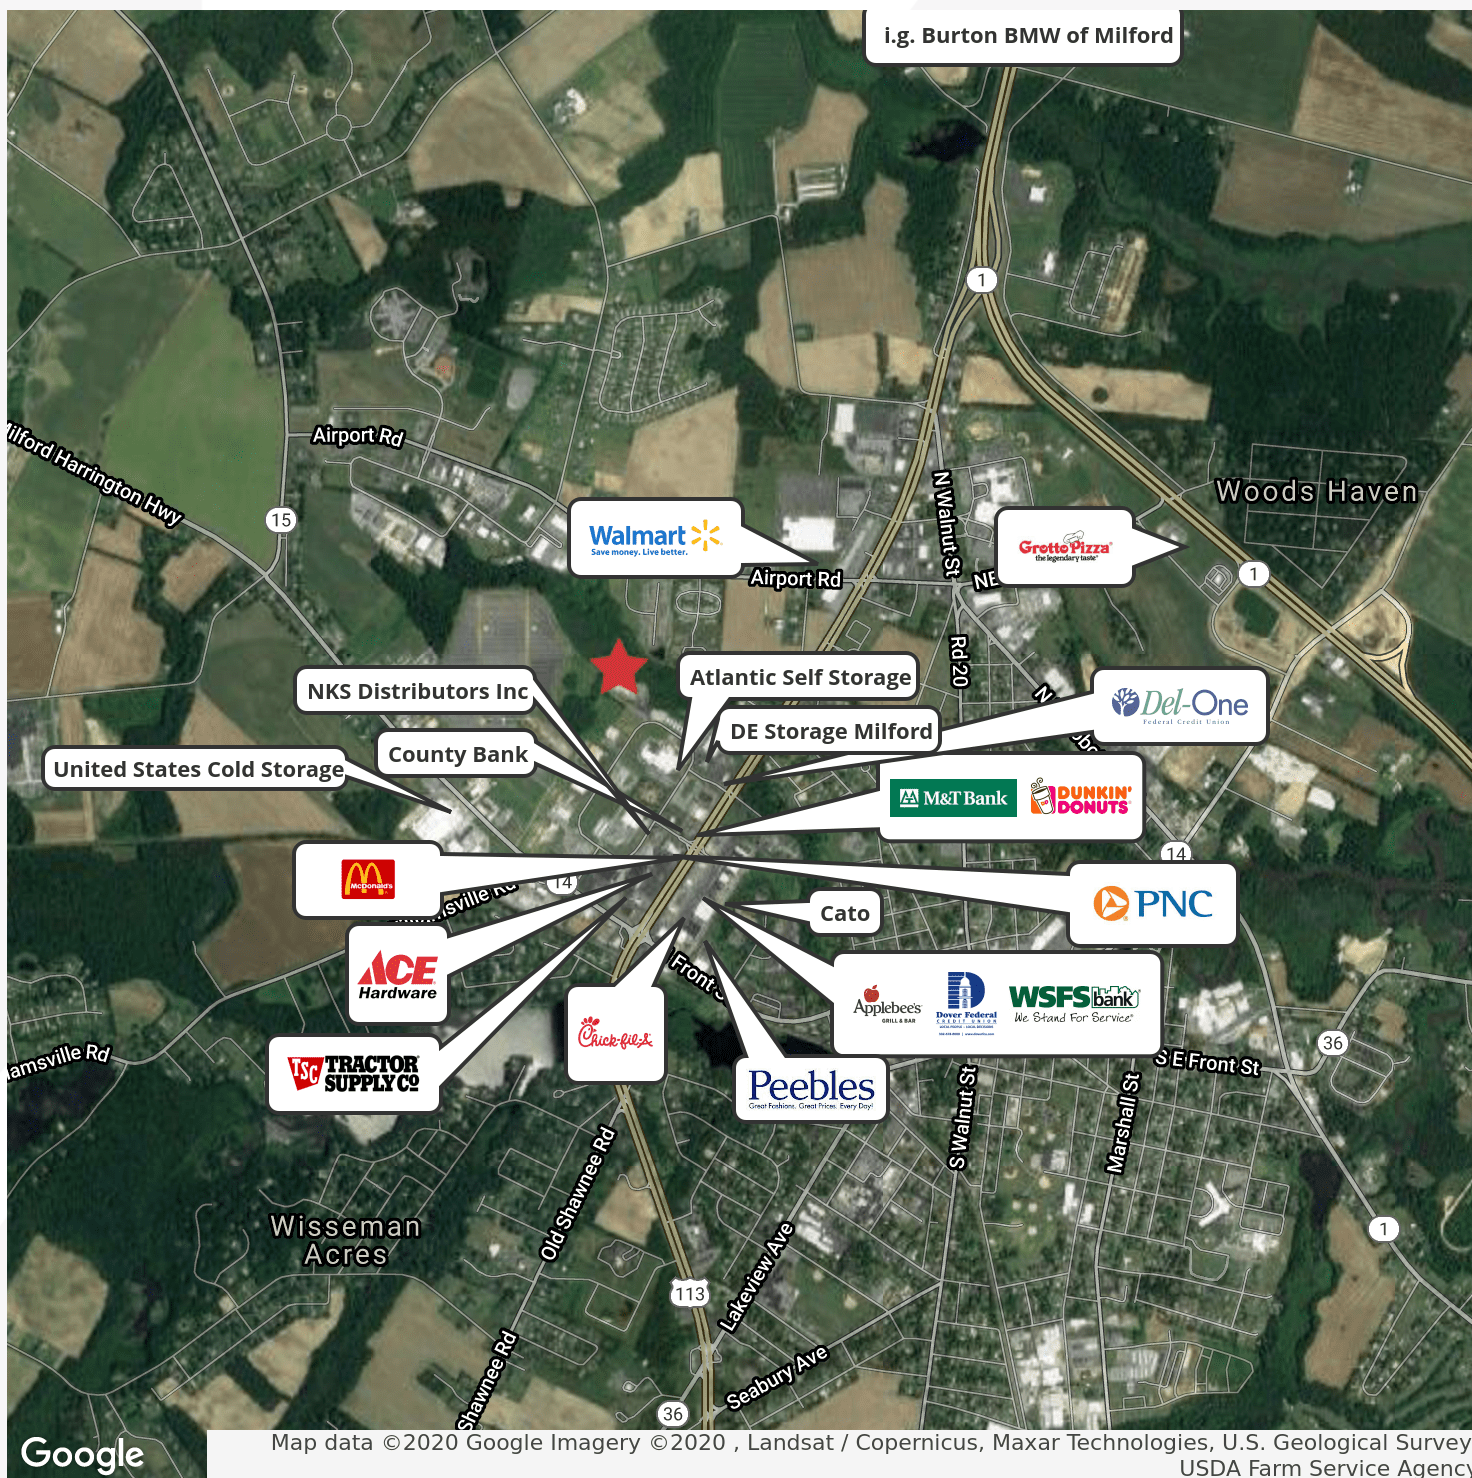 i.g. Burton BMW of Milford
1
Airport Rd
Milford Harrington Hwy
15
Woods Haven
N Walnut St
Walmart
Save money. Live better.
Grotto Pizza
the legendary taste
Airport Rd
NE
1
Rd 20
NKS Distributors Inc
Atlantic Self Storage
Del-One
Federal Credit Union
N
DE Storage Milford
County Bank
United States Cold Storage
M&T Bank
DUNKIN'
DONUTS
14
McDonald's
14
PNC
Cato
ACE
Hardware
Front S
Applebee's
GRILL & BAR
Dover Federal
CREDIT UNION
WSFS bank
We Stand For Service
Chick-fil-A
36
amsville Rd
S E Front St
TSC TRACTOR
SUPPLY CO
Peebles
Great Fashions. Great Prices. Every Day!
S Walnut St
Marshall St
Old Shawnee Rd
Wisseman
Acres
1
Lakeview Ave
113
Shawnee Rd
Seabury Ave
36
Google
Map data ©2020 Google Imagery ©2020 , Landsat / Copernicus, Maxar Technologies, U.S. Geological Survey
USDA Farm Service Agency